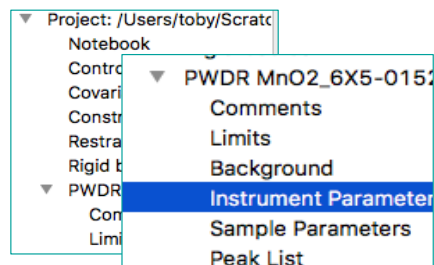 Project: /Users/toby/Scratc
Notebook
Contro
Covari
Constr
Restra
Rigid b
PWDR
Com
Limi
PWDR MnO2_6X5-0152
Comments
Limits
Background
Instrument Parameter
Sample Parameters
Peak List